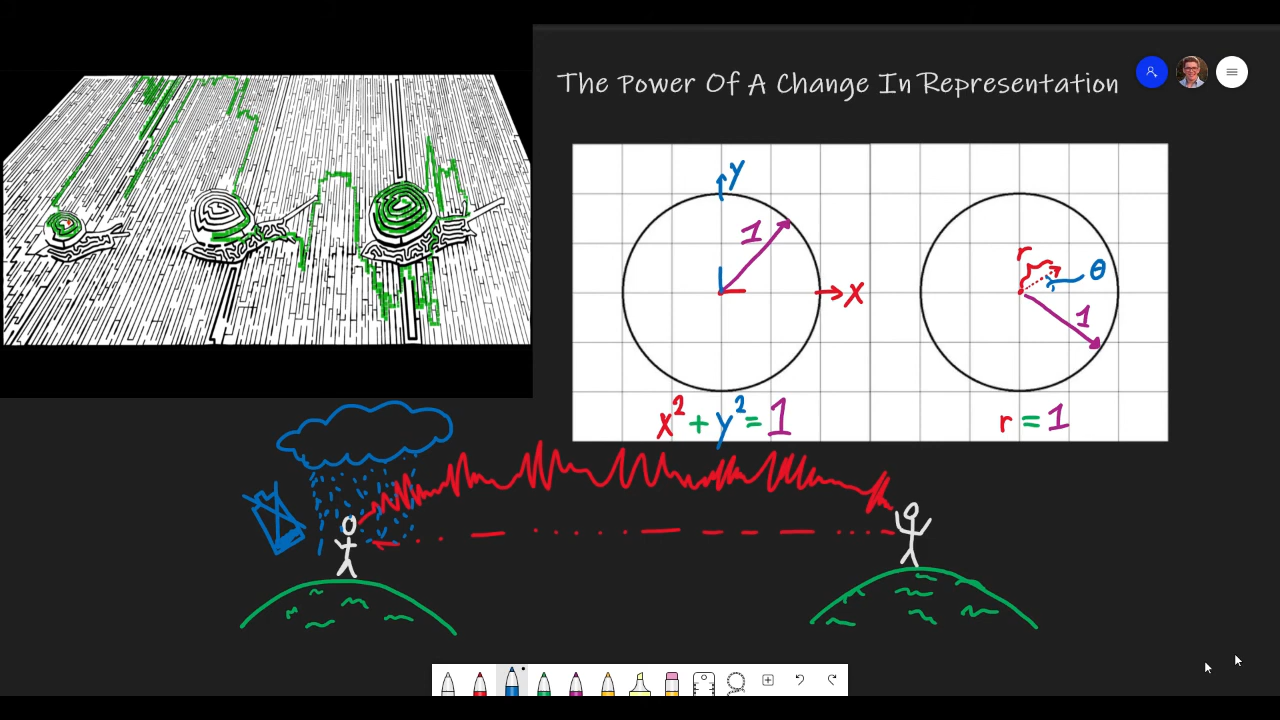 The Power Of A Change In Representation
y
1
x
x² + y² = 1
r
θ
1
r = 1